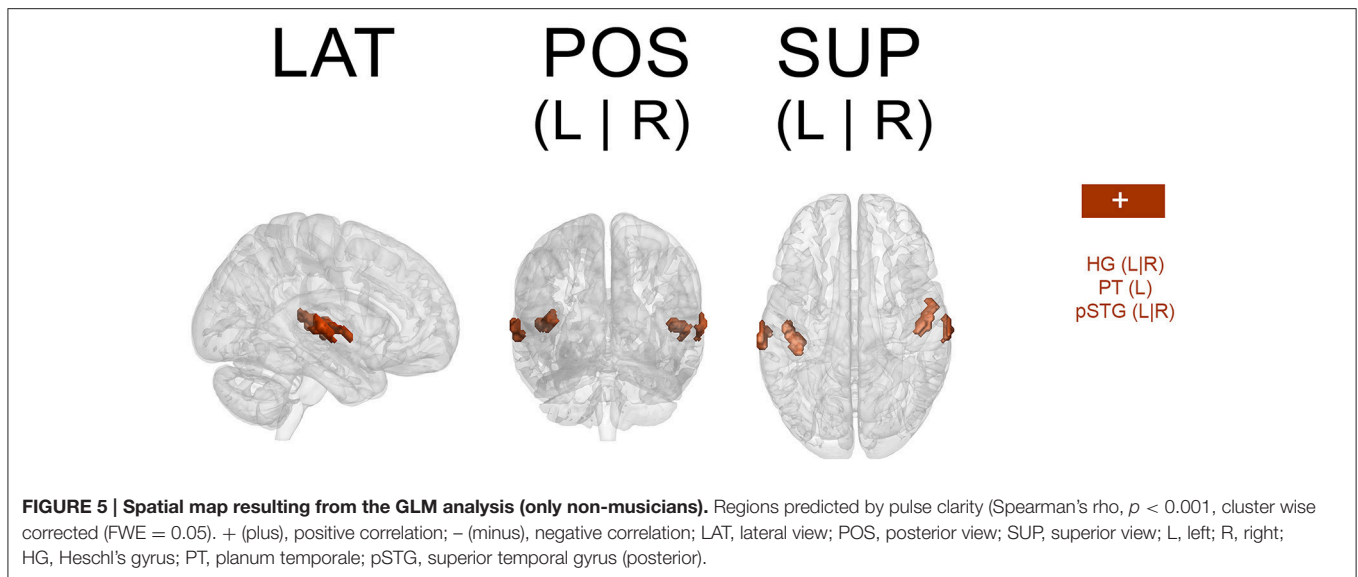 LAT
POS
(L | R)
SUP
(L | R)
+
HG (L|R)
PT (L)
pSTG (L|R)
FIGURE 5 | Spatial map resulting from the GLM analysis (only non-musicians). Regions predicted by pulse clarity (Spearman's rho, p < 0.001, cluster wise
corrected (FWE = 0.05). + (plus), positive correlation; – (minus), negative correlation; LAT, lateral view; POS, posterior view; SUP, superior view; L, left; R, right;
HG, Heschl's gyrus; PT, planum temporale; pSTG, superior temporal gyrus (posterior).